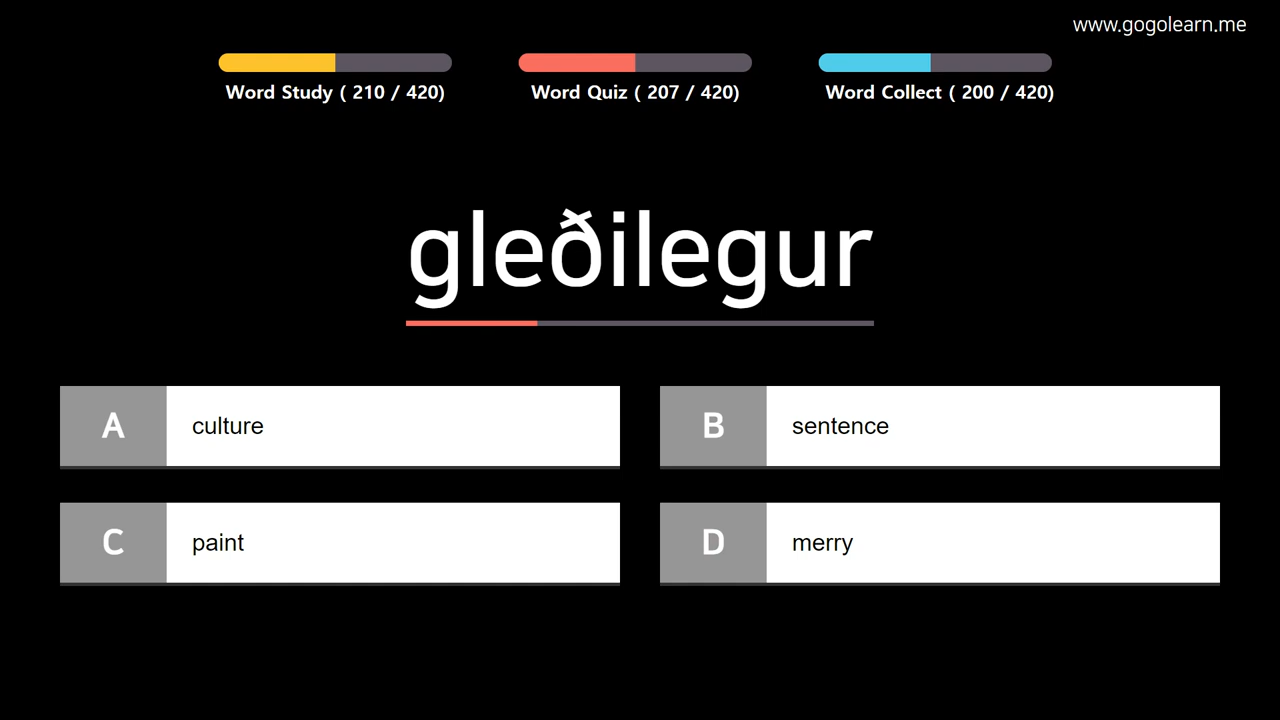 www.gogolearn.me
Word Study ( 210 / 420)
Word Quiz ( 207 / 420)
Word Collect ( 200 / 420)
gleðilegur
A culture
B sentence
C paint
D merry